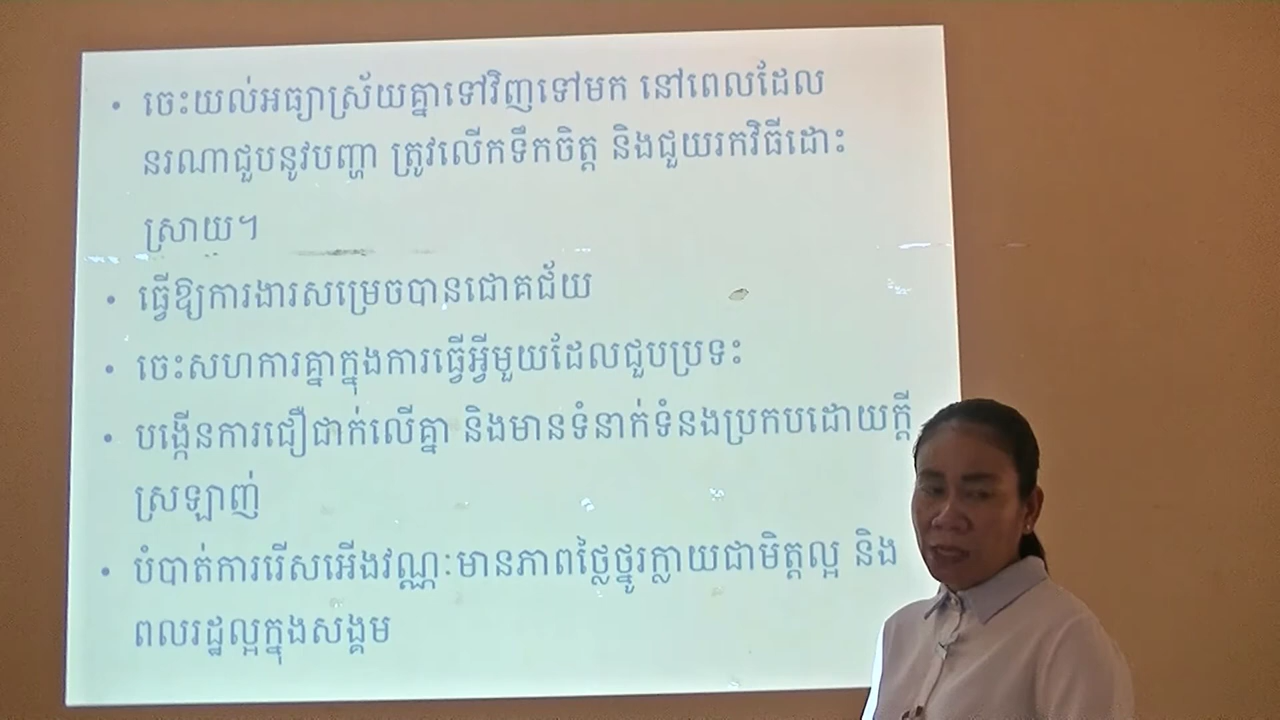 • ចេះយល់អធ្យាស្រ័យគ្នាទៅវិញទៅមក នៅពេលដែល
នរណាជួបនូវបញ្ហា ត្រូវលើកទឹកចិត្ត និងជួយរកវិធីដោះ
ស្រាយ។
• ធ្វើឱ្យការងារសម្រេចបានជោគជ័យ
• ចេះសហការគ្នាក្នុងការធ្វើអ្វីមួយដែលជួបប្រទះ
• បង្កើនការជឿជាក់លើគ្នា និងមានទំនាក់ទំនងប្រកបដោយក្ដី
ស្រឡាញ់
• បំបាត់ការរើសអើងវណ្ណៈមានភាពថ្លៃថ្នូរក្លាយជាមិត្តល្អ និង
ពលរដ្ឋល្អក្នុងសង្គម